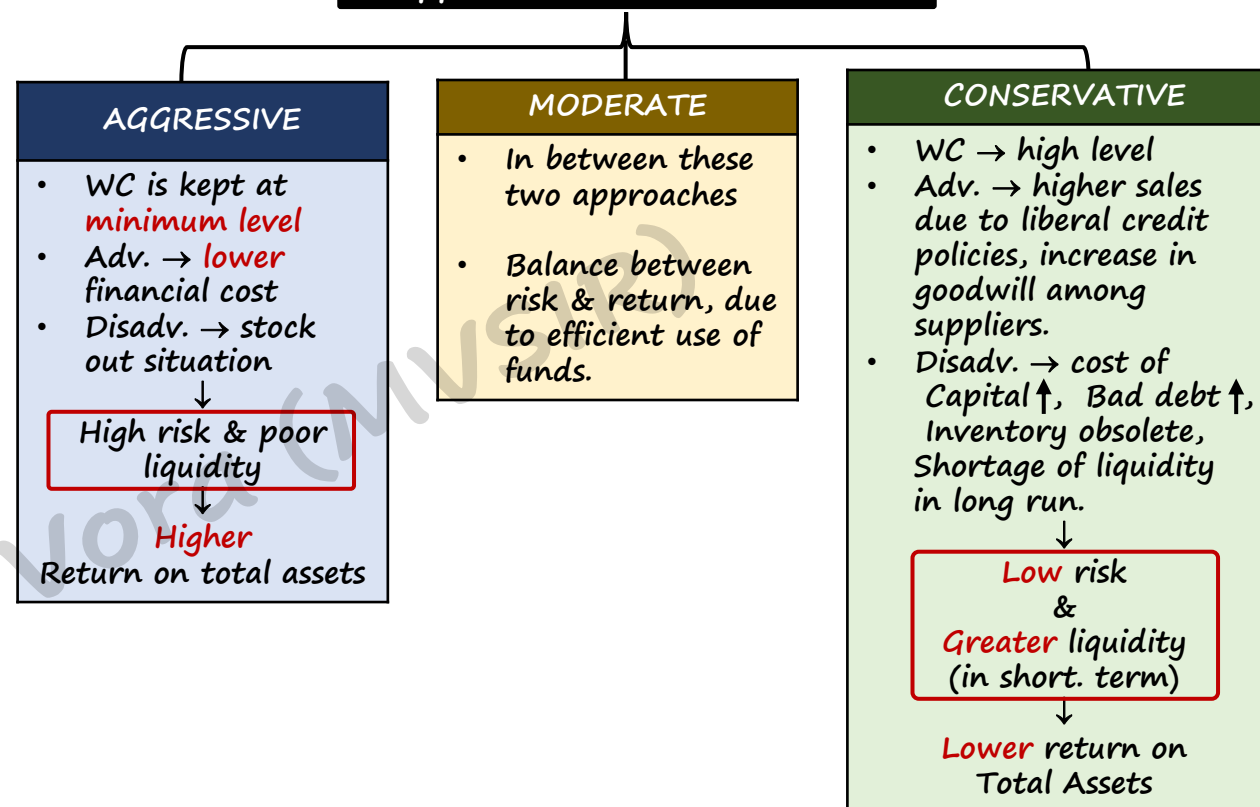 AGGRESSIVE
• WC is kept at
minimum level
• Adv. → lower
financial cost
• Disadv. → stock
out situation
↓
High risk & poor
liquidity
↓
Higher
Return on total assets
MODERATE
• In between these
two approaches
• Balance between
risk & return, due
to efficient use of
funds.
CONSERVATIVE
• WC → high level
• Adv. → higher sales
due to liberal credit
policies, increase in
goodwill among
suppliers.
• Disadv. → cost of
Capital ↑, Bad debt ↑,
Inventory obsolete,
Shortage of liquidity
in long run.
↓
Low risk
&
Greater liquidity
(in short. term)
↓
Lower return on
Total Assets
Vora (MVSIR)